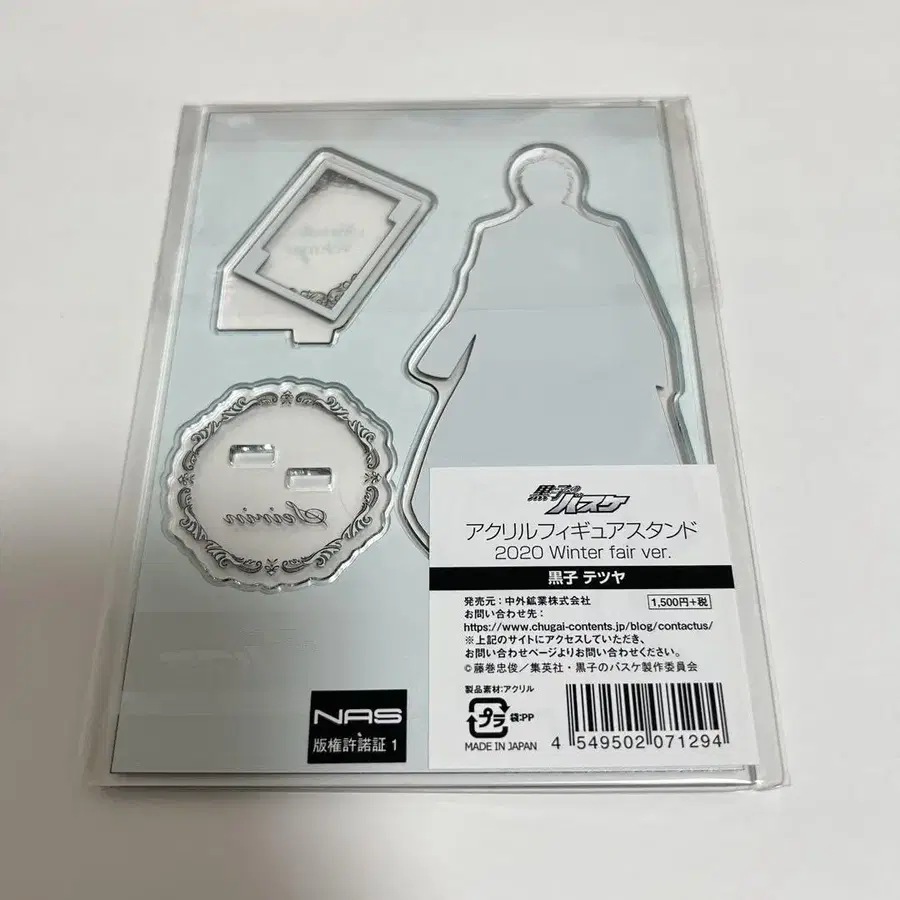 Seirin
黒子のバスケ
アクリルフィギュアスタンド
2020 Winter fair ver.
黒子 テツヤ
発売元：中外鉱業株式会社
1,500円+税
お問い合わせ先：
https://www.chugai-contents.jp/blog/contactus/
※上記のサイトにアクセスしていただき、
お問い合わせページよりお問い合わせください。
©藤巻忠俊／集英社・黒子のバスケ製作委員会
製品素材:アクリル
プラ
袋:PP
MADE IN JAPAN
4 549502 071294
NAS
版権許諾証 1